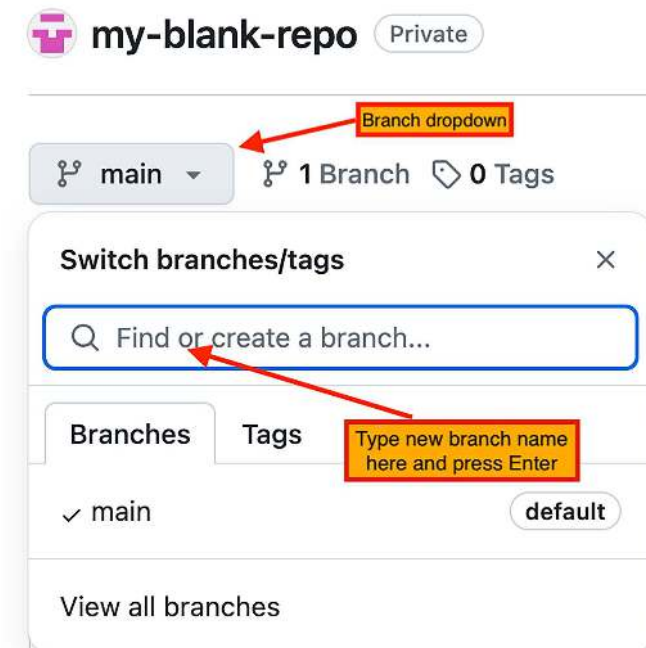 my-blank-repo Private
Branch dropdown
main 1 Branch 0 Tags
Switch branches/tags
Find or create a branch...
Branches Tags
Type new branch name
here and press Enter
main default
View all branches